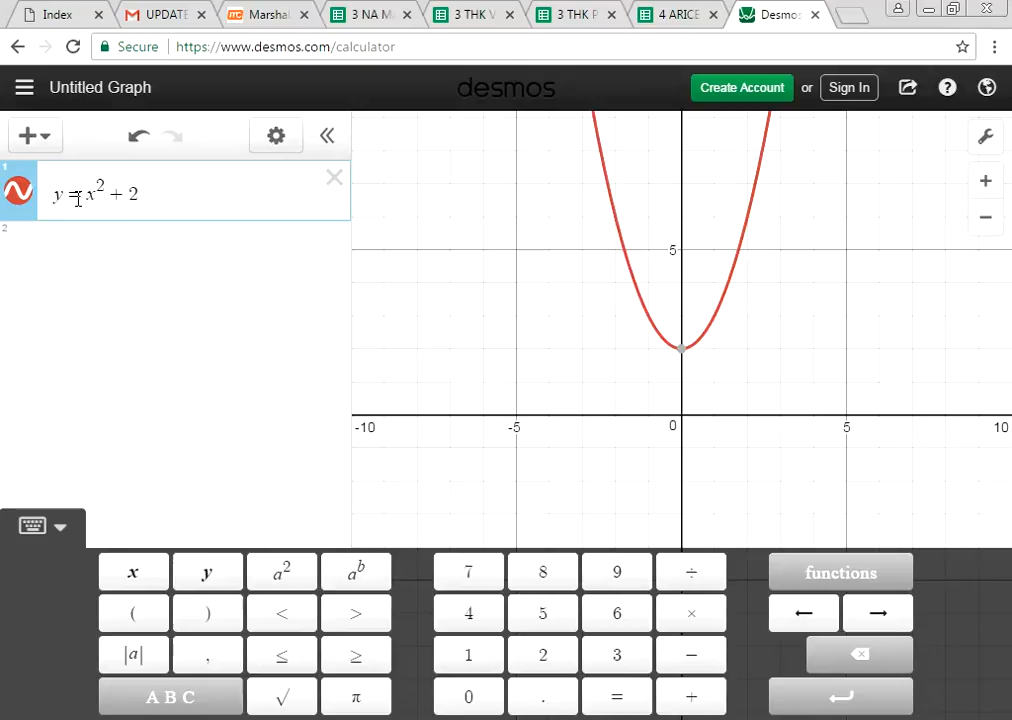 Index
UPDATE
Marshal
3 NA M
3 THK V
3 THK P
4 ARICE
Desmos
Secure https://www.desmos.com/calculator
Untitled Graph
desmos
Create Account or Sign In
1
y = x² + 2
2
5
-10 -5 0 5 10
x y a² aᵇ 7 8 9 ÷ functions
( ) < > 4 5 6 × ← →
|a| , ≤ ≥ 1 2 3 −
A B C √ π 0 . = +